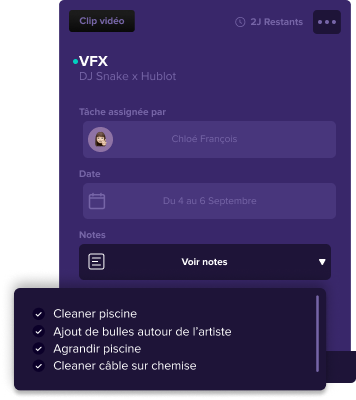 Clip vidéo
2J Restants
VFX
DJ Snake x Hublot
Tâche assignée par
Chloé François
Date
Du 4 au 6 Septembre
Notes
Voir notes
Cleaner piscine
Ajout de bulles autour de l'artiste
Agrandir piscine
Cleaner câble sur chemise